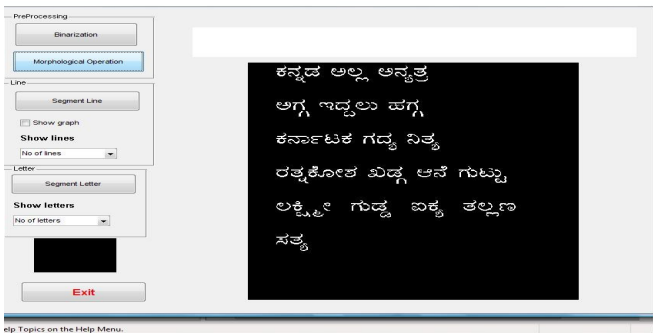 PreProcessing
Binarization
Morphological Operation
Line
Segment Line
Show graph
Show lines
No of lines
Letter
Segment Letter
Show letters
No of letters
Exit
ಕನ್ನಡ ಅಲ್ಲ ಅನ್ಯತ್ರ
ಅಗ್ಗ ಇದ್ದಲು ಹಗ್ಗ
ಕರ್ನಾಟಕ ಗದ್ಯ ನಿತ್ಯ
ರತ್ನಕೋಶ ಖಡ್ಗ ಆನೆ ಗುಟ್ಟು
ಲಕ್ಷ್ಮೀ ಗುಡ್ಡ ಐಕ್ಯ ತಲ್ಲಣ
ಸತ್ಯ
elp Topics on the Help Menu.